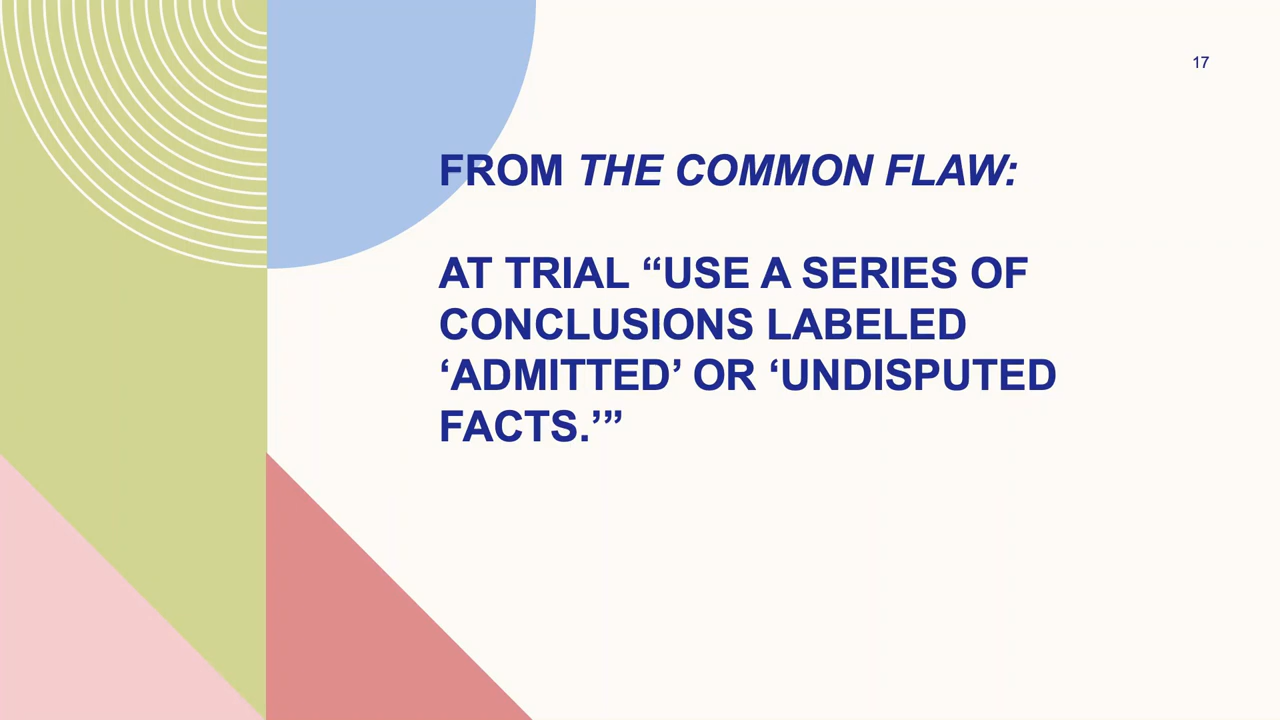 17
FROM THE COMMON FLAW:
AT TRIAL “USE A SERIES OF
CONCLUSIONS LABELED
‘ADMITTED’ OR ‘UNDISPUTED
FACTS.’”